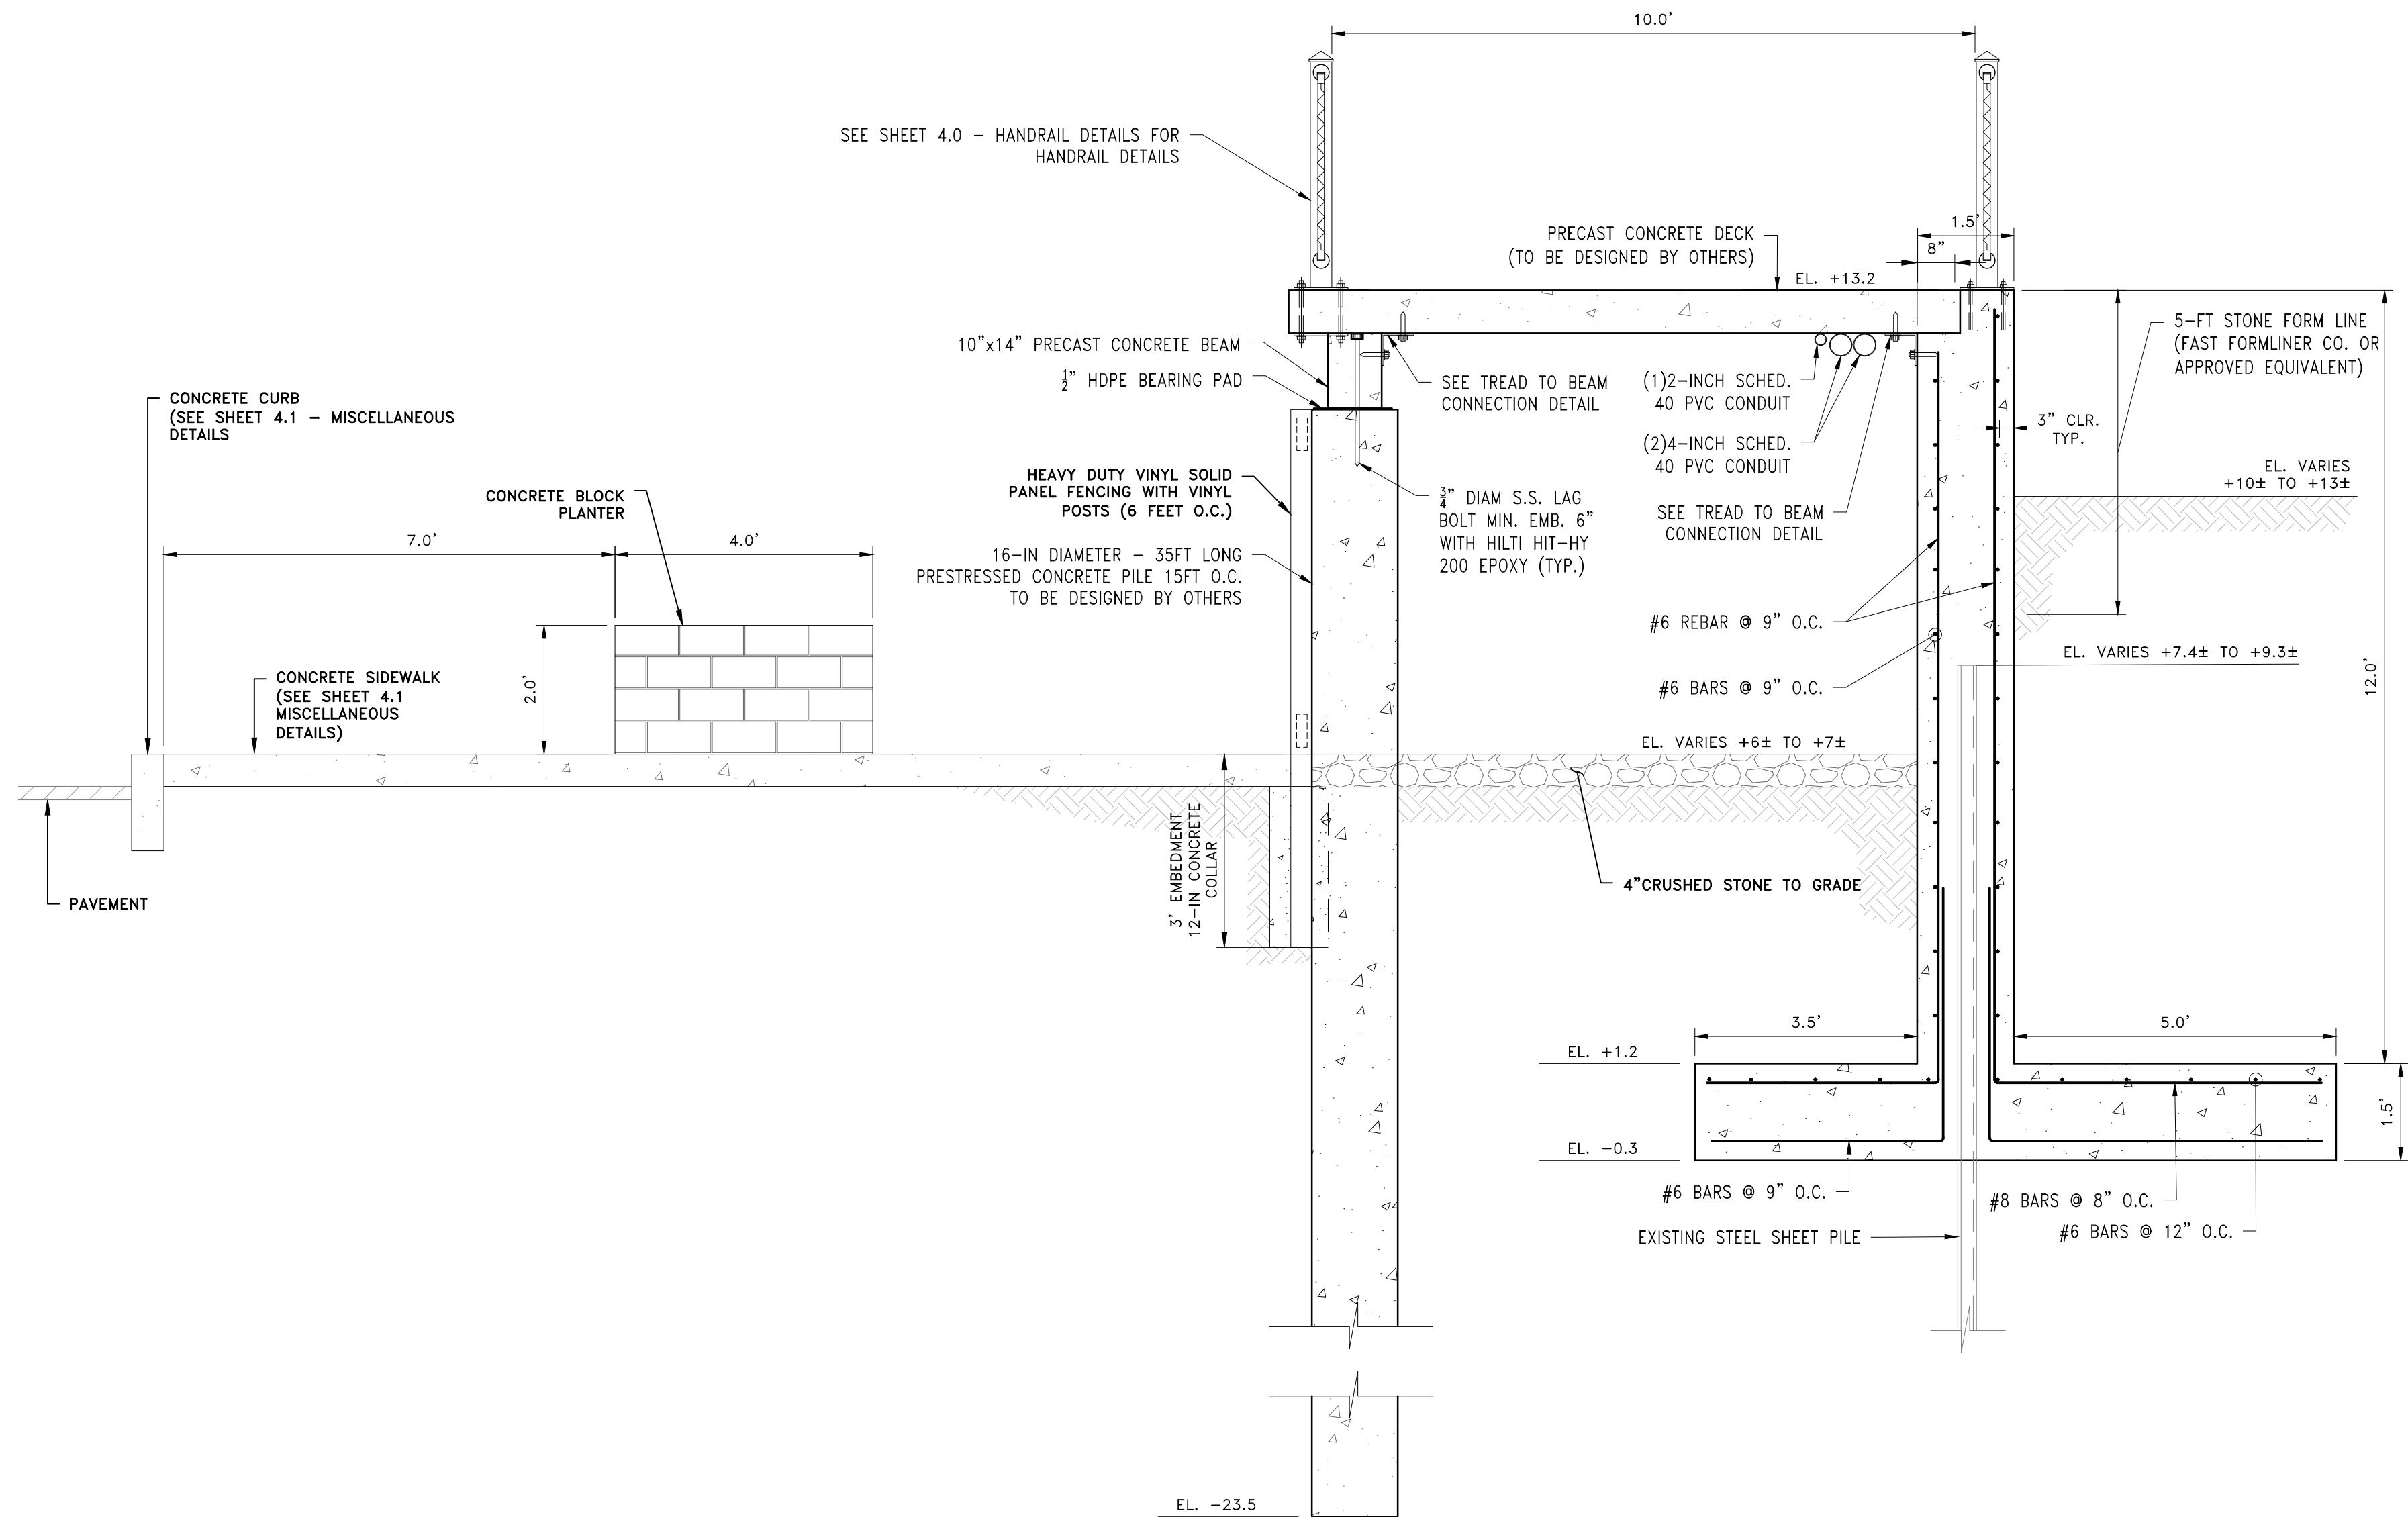 10.0'
SEE SHEET 4.0 – HANDRAIL DETAILS FOR
HANDRAIL DETAILS
1.5'
8"
PRECAST CONCRETE DECK
(TO BE DESIGNED BY OTHERS)
EL. +13.2
10"x14" PRECAST CONCRETE BEAM
½" HDPE BEARING PAD
SEE TREAD TO BEAM
CONNECTION DETAIL
(1)2-INCH SCHED.
40 PVC CONDUIT
(2)4-INCH SCHED.
40 PVC CONDUIT
5-FT STONE FORM LINE
(FAST FORMLINER CO. OR
APPROVED EQUIVALENT)
3" CLR.
TYP.
EL. VARIES
+10± TO +13±
CONCRETE CURB
(SEE SHEET 4.1 – MISCELLANEOUS
DETAILS
CONCRETE BLOCK
PLANTER
HEAVY DUTY VINYL SOLID
PANEL FENCING WITH VINYL
POSTS (6 FEET O.C.)
¾" DIAM S.S. LAG
BOLT MIN. EMB. 6"
WITH HILTI HIT-HY
200 EPOXY (TYP.)
SEE TREAD TO BEAM
CONNECTION DETAIL
7.0'
4.0'
16-IN DIAMETER – 35FT LONG
PRESTRESSED CONCRETE PILE 15FT O.C.
TO BE DESIGNED BY OTHERS
#6 REBAR @ 9" O.C.
#6 BARS @ 9" O.C.
EL. VARIES +7.4± TO +9.3±
12.0'
2.0'
CONCRETE SIDEWALK
(SEE SHEET 4.1
MISCELLANEOUS
DETAILS)
EL. VARIES +6± TO +7±
3' EMBEDMENT
12-IN CONCRETE
COLLAR
4"CRUSHED STONE TO GRADE
PAVEMENT
3.5'
5.0'
EL. +1.2
1.5'
EL. -0.3
#6 BARS @ 9" O.C.
#8 BARS @ 8" O.C.
#6 BARS @ 12" O.C.
EXISTING STEEL SHEET PILE
EL. -23.5